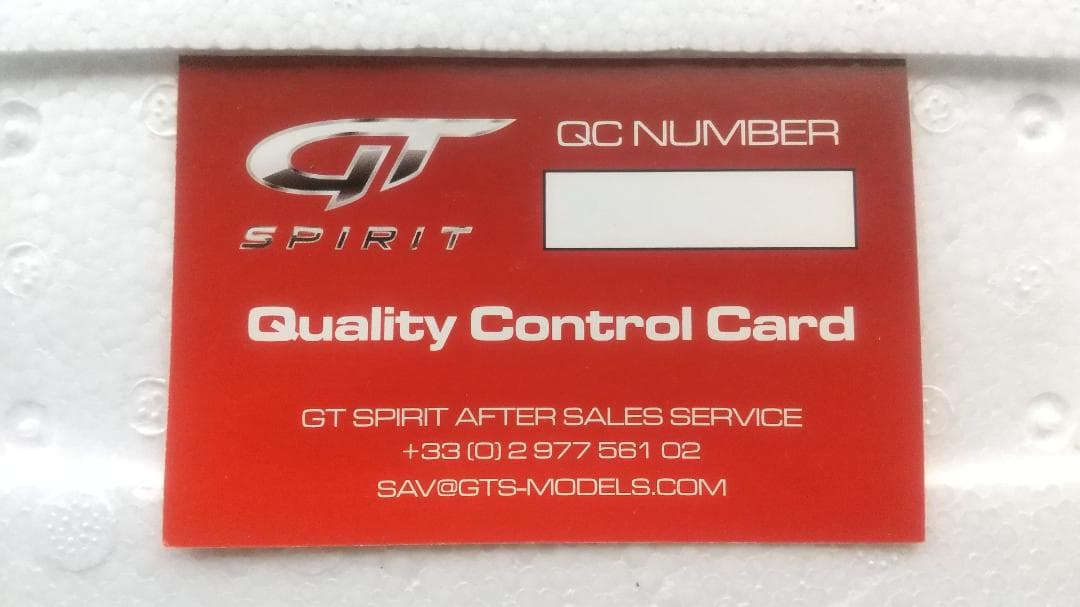 GT
SPIRIT
QC NUMBER
Quality Control Card
GT SPIRIT AFTER SALES SERVICE
+33 (0) 2 977 561 02
SAV@GTS-MODELS.COM